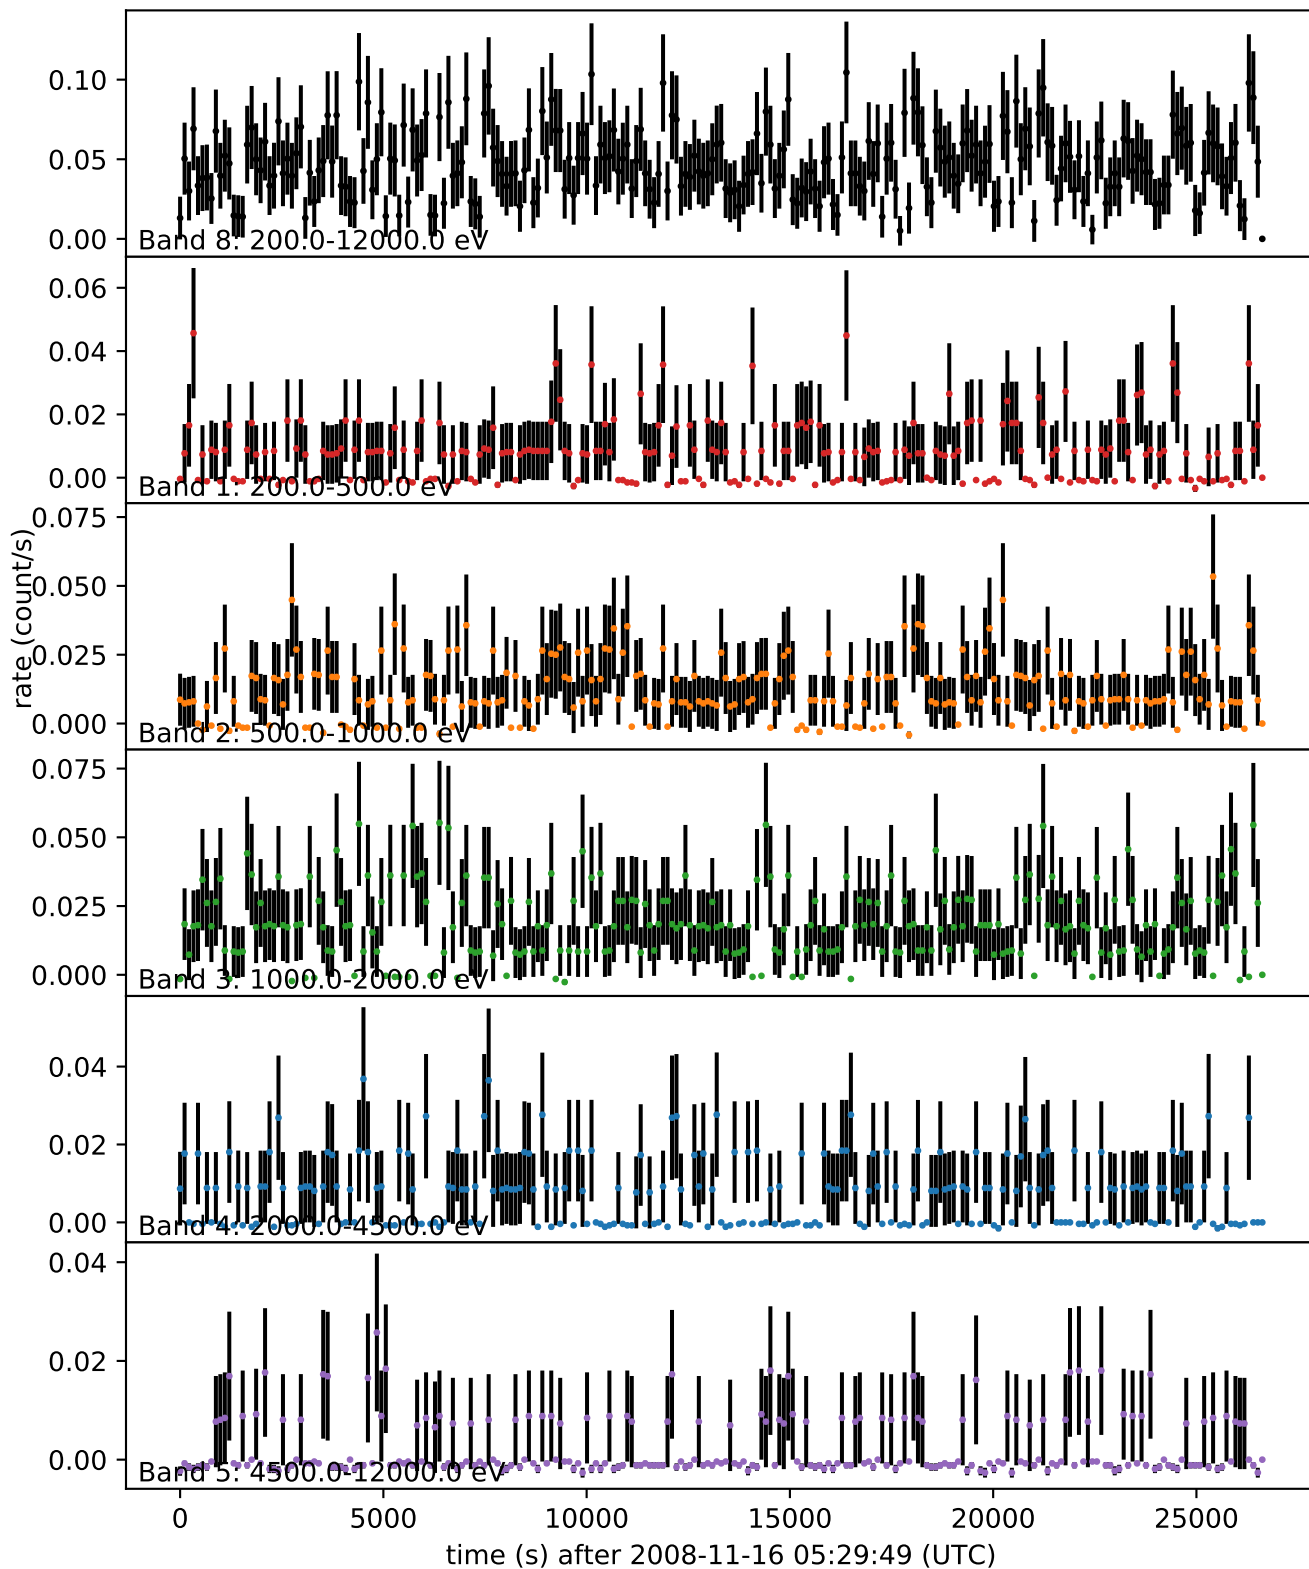 0.10
0.05
0.00
Band 8: 200.0-12000.0 eV
0.06
0.04
0.02
0.00
Band 1: 200.0-500.0 eV
rate (count/s)
0.075
0.050
0.025
0.000
Band 2: 500.0-1000.0 eV
0.075
0.050
0.025
0.000
Band 3: 1000.0-2000.0 eV
0.04
0.02
0.00
Band 4: 2000.0-4500.0 eV
0.04
0.02
0.00
Band 5: 4500.0-12000.0 eV
0 5000 10000 15000 20000 25000
time (s) after 2008-11-16 05:29:49 (UTC)